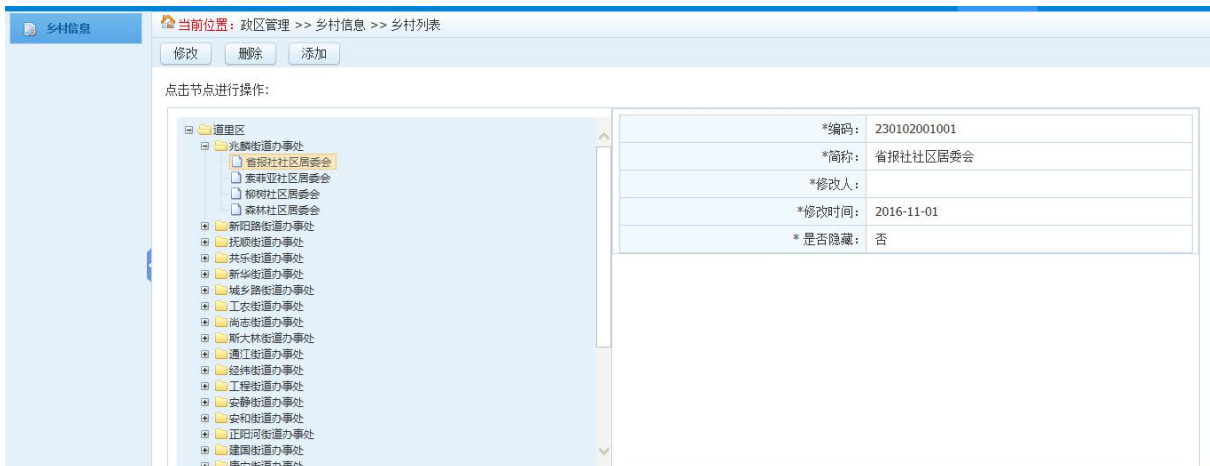 乡村信息
当前位置：政区管理 >> 乡村信息 >> 乡村列表
修改 删除 添加
点击节点进行操作:
道里区
兆麟街道办事处
省报社社区居委会
索菲亚社区居委会
柳树社区居委会
森林社区居委会
新阳路街道办事处
抚顺街道办事处
共乐街道办事处
新华街道办事处
城乡路街道办事处
工农街道办事处
尚志街道办事处
斯大林街道办事处
通江街道办事处
经纬街道办事处
工程街道办事处
安静街道办事处
安和街道办事处
正阳河街道办事处
建国街道办事处
康安街道办事处
*编码： 230102001001
*简称： 省报社社区居委会
*修改人：
*修改时间： 2016-11-01
* 是否隐藏： 否